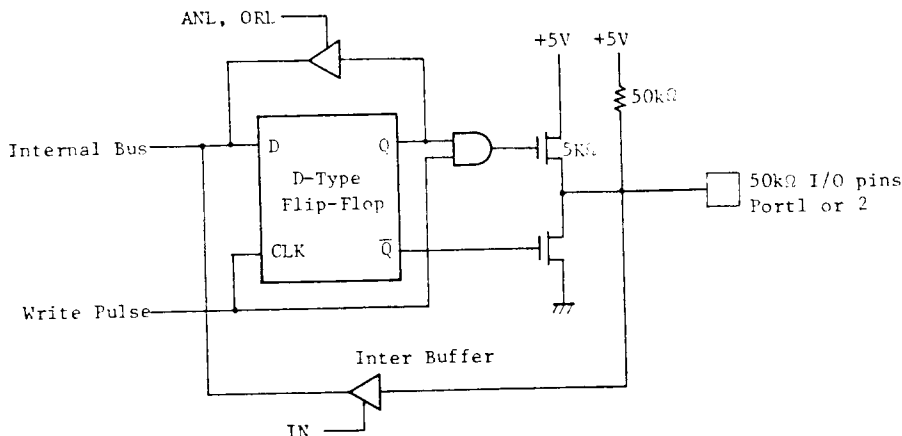 ANL, ORL
+5V
+5V
50kΩ
Internal Bus
D
Q
5KΩ
D-Type
Flip-Flop
50kΩ I/O pins
Port1 or 2
CLK
Q̅
Write Pulse
Inter Buffer
IN